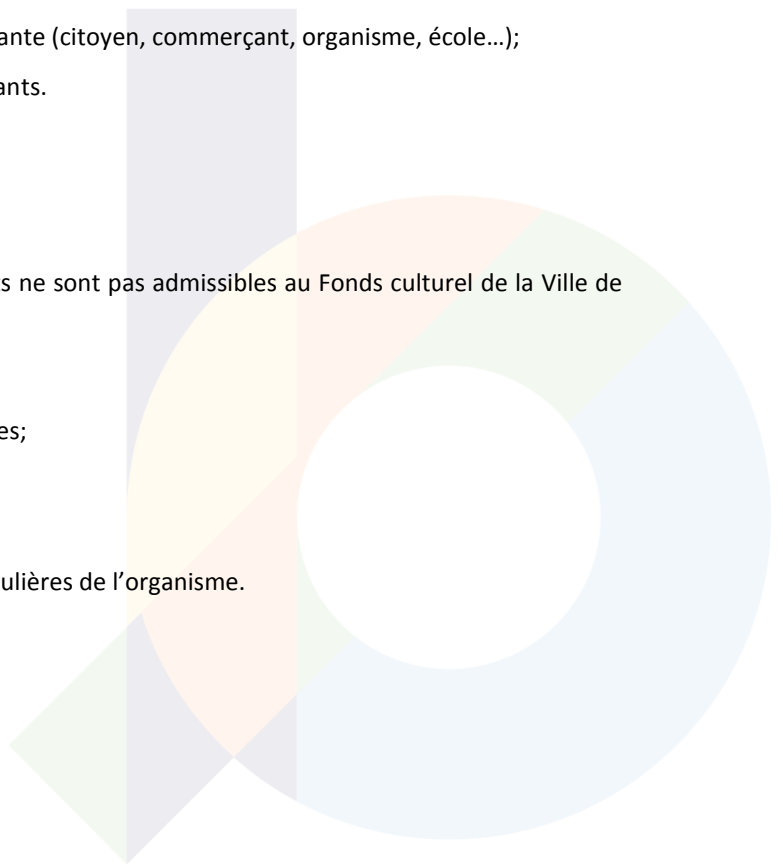 ante (citoyen, commerçant, organisme, école…);
ants.
s ne sont pas admissibles au Fonds culturel de la Ville de
es;
ulières de l’organisme.